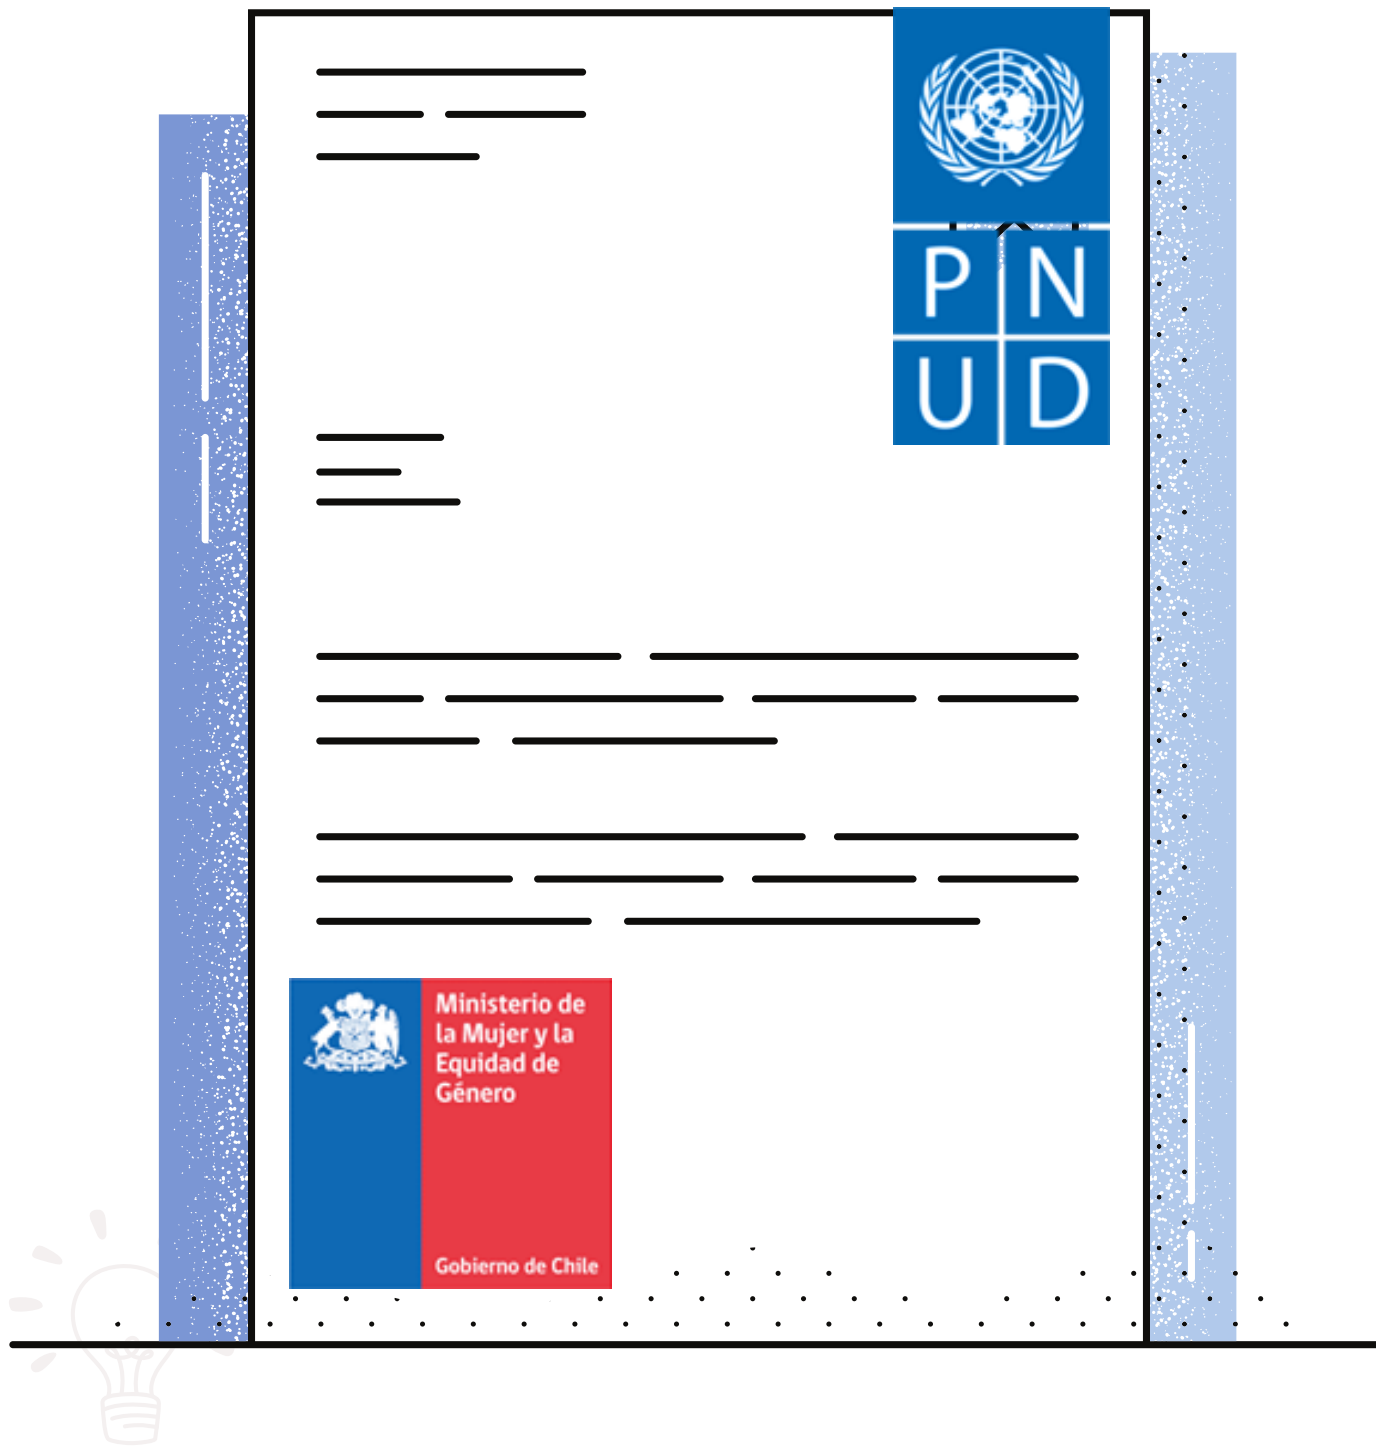 P N
U D
Ministerio de
la Mujer y la
Equidad de
Género
Gobierno de Chile